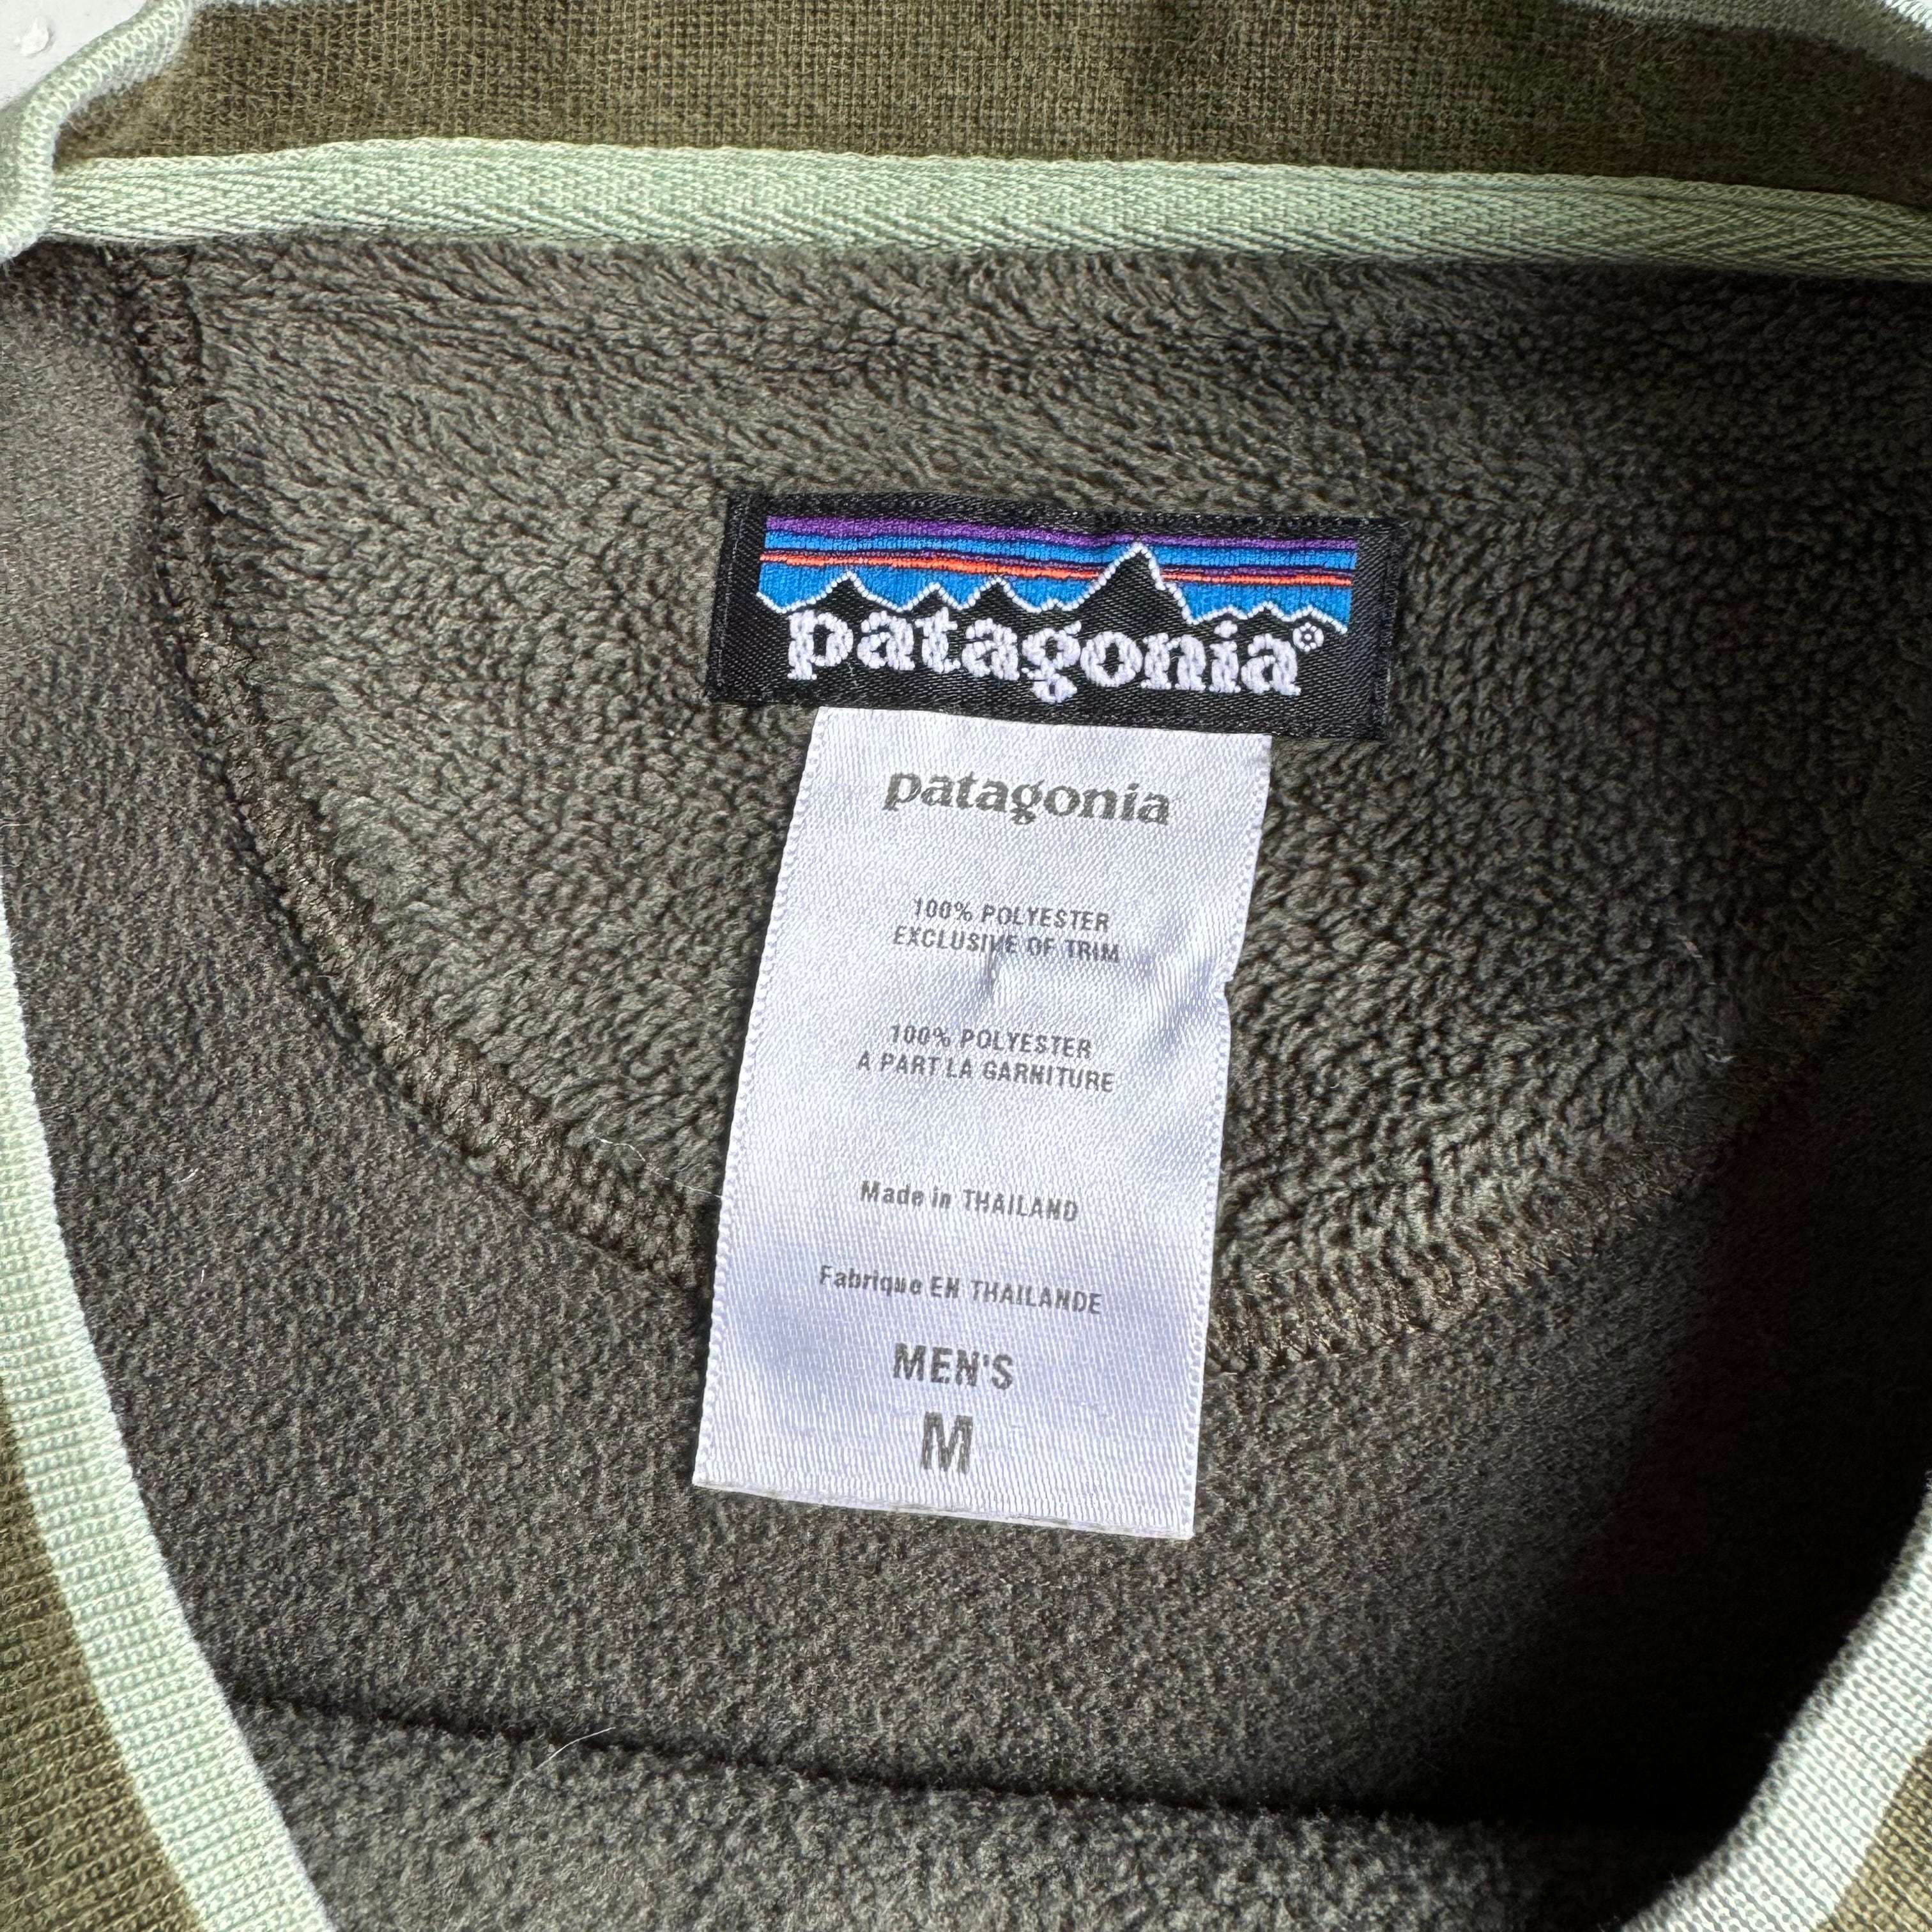 patagonia®
patagonia
100% POLYESTER
EXCLUSIVE OF TRIM
100% POLYESTER
A PART LA GARNITURE
Made in THAILAND
Fabrique EN THAILANDE
MEN'S
M